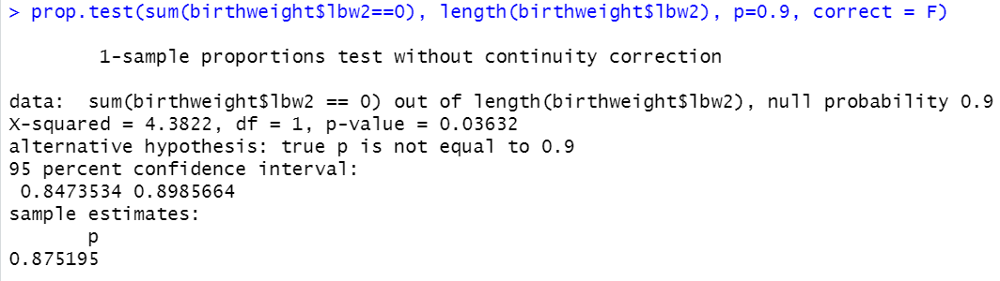 > prop.test(sum(birthweight$lbw2==0), length(birthweight$lbw2), p=0.9, correct = F)
1-sample proportions test without continuity correction
data:  sum(birthweight$lbw2 == 0) out of length(birthweight$lbw2), null probability 0.9
X-squared = 4.3822, df = 1, p-value = 0.03632
alternative hypothesis: true p is not equal to 0.9
95 percent confidence interval:
0.8473534 0.8985664
sample estimates:
p
0.875195